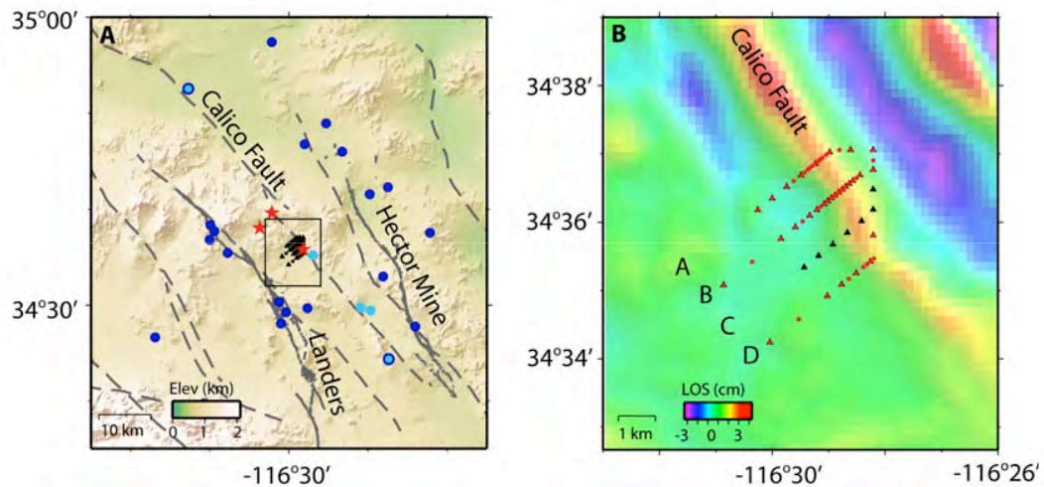 35°00′
A
Calico Fault
Hector Mine
34°30′
Landers
Elev (km)
10 km
0 1 2
-116°30′
B
Calico Fault
34°38′
34°36′
A
B
C
34°34′
D
LOS (cm)
1 km
-3 0 3
-116°30′
-116°26′